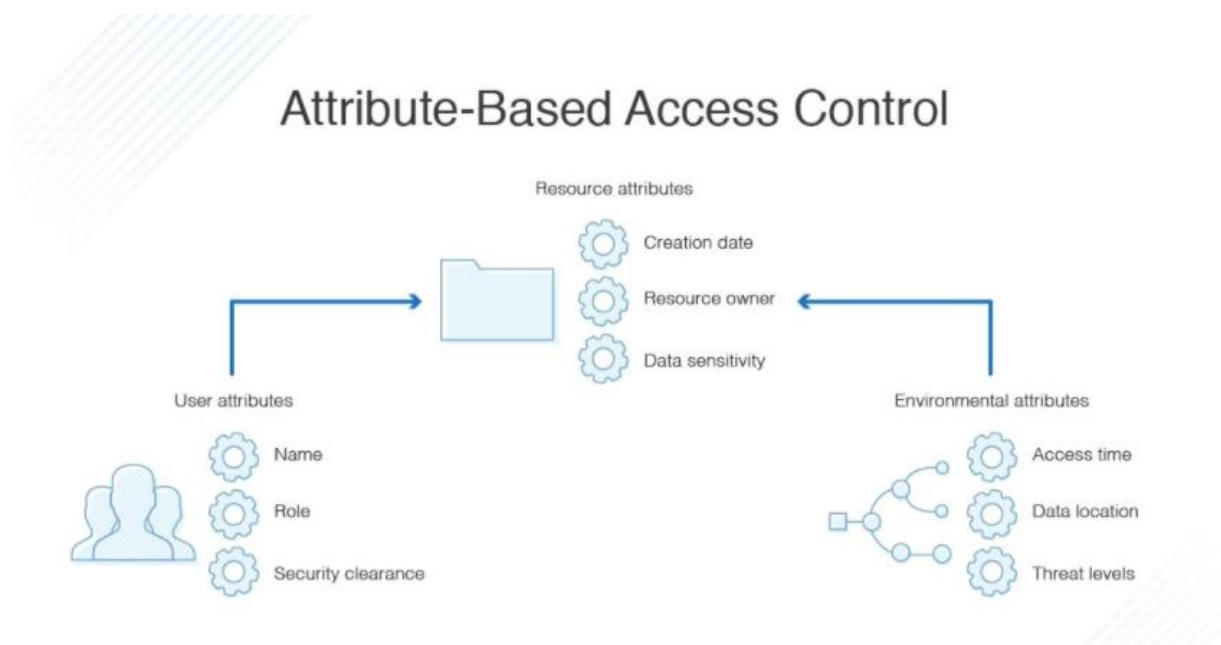 Attribute-Based Access Control
Resource attributes
Creation date
Resource owner
Data sensitivity
User attributes
Name
Role
Security clearance
Environmental attributes
Access time
Data location
Threat levels